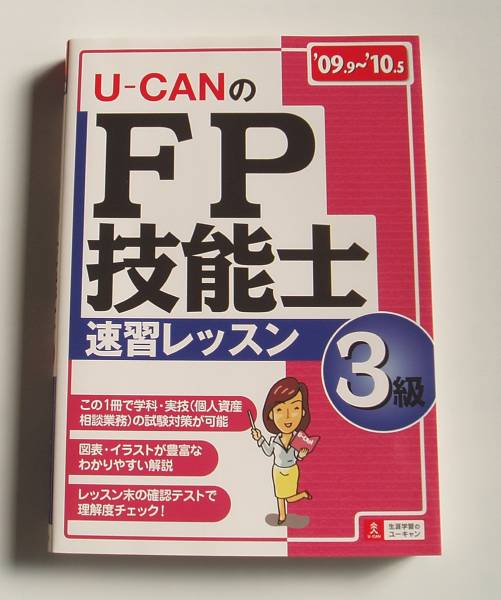 '09.9~'10.5
U-CANの
FP
技能士
速習レッスン
3級
この1冊で学科・実技(個人資産
相談業務)の試験対策が可能
図表・イラストが豊富な
わかりやすい解説
レッスン末の確認テストで
理解度チェック!
U-CAN
U-CAN
生涯学習の
ユーキャン